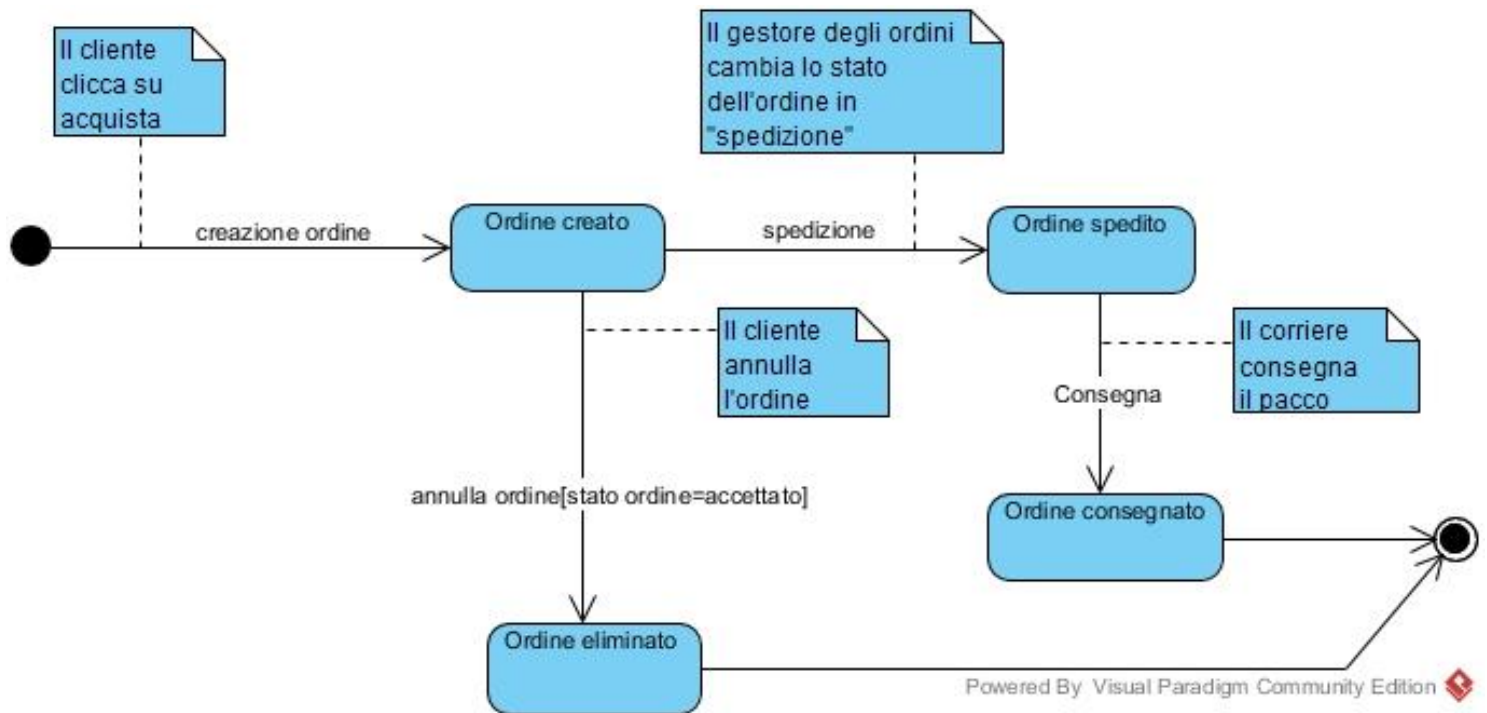 Il cliente
clicca su
acquista
Il gestore degli ordini
cambia lo stato
dell'ordine in
"spedizione"
creazione ordine
Ordine creato
spedizione
Ordine spedito
Il cliente
annulla
l'ordine
Il corriere
consegna
il pacco
Consegna
annulla ordine[stato ordine=accettato]
Ordine consegnato
Ordine eliminato
Powered By Visual Paradigm Community Edition